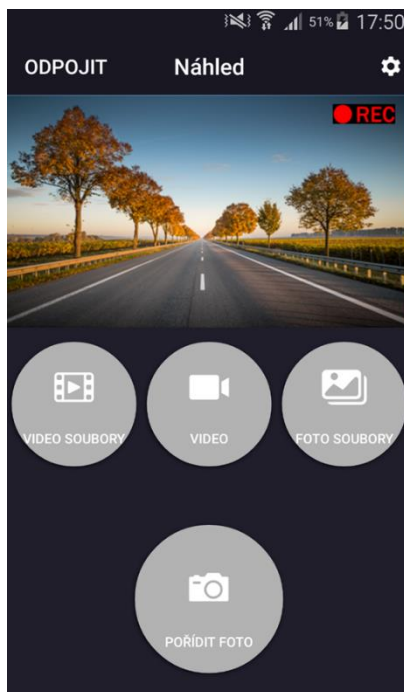 51% 17:50
ODPOJIT Náhled
REC
VIDEO SOUBORY VIDEO FOTO SOUBORY
POŘÍDIT FOTO